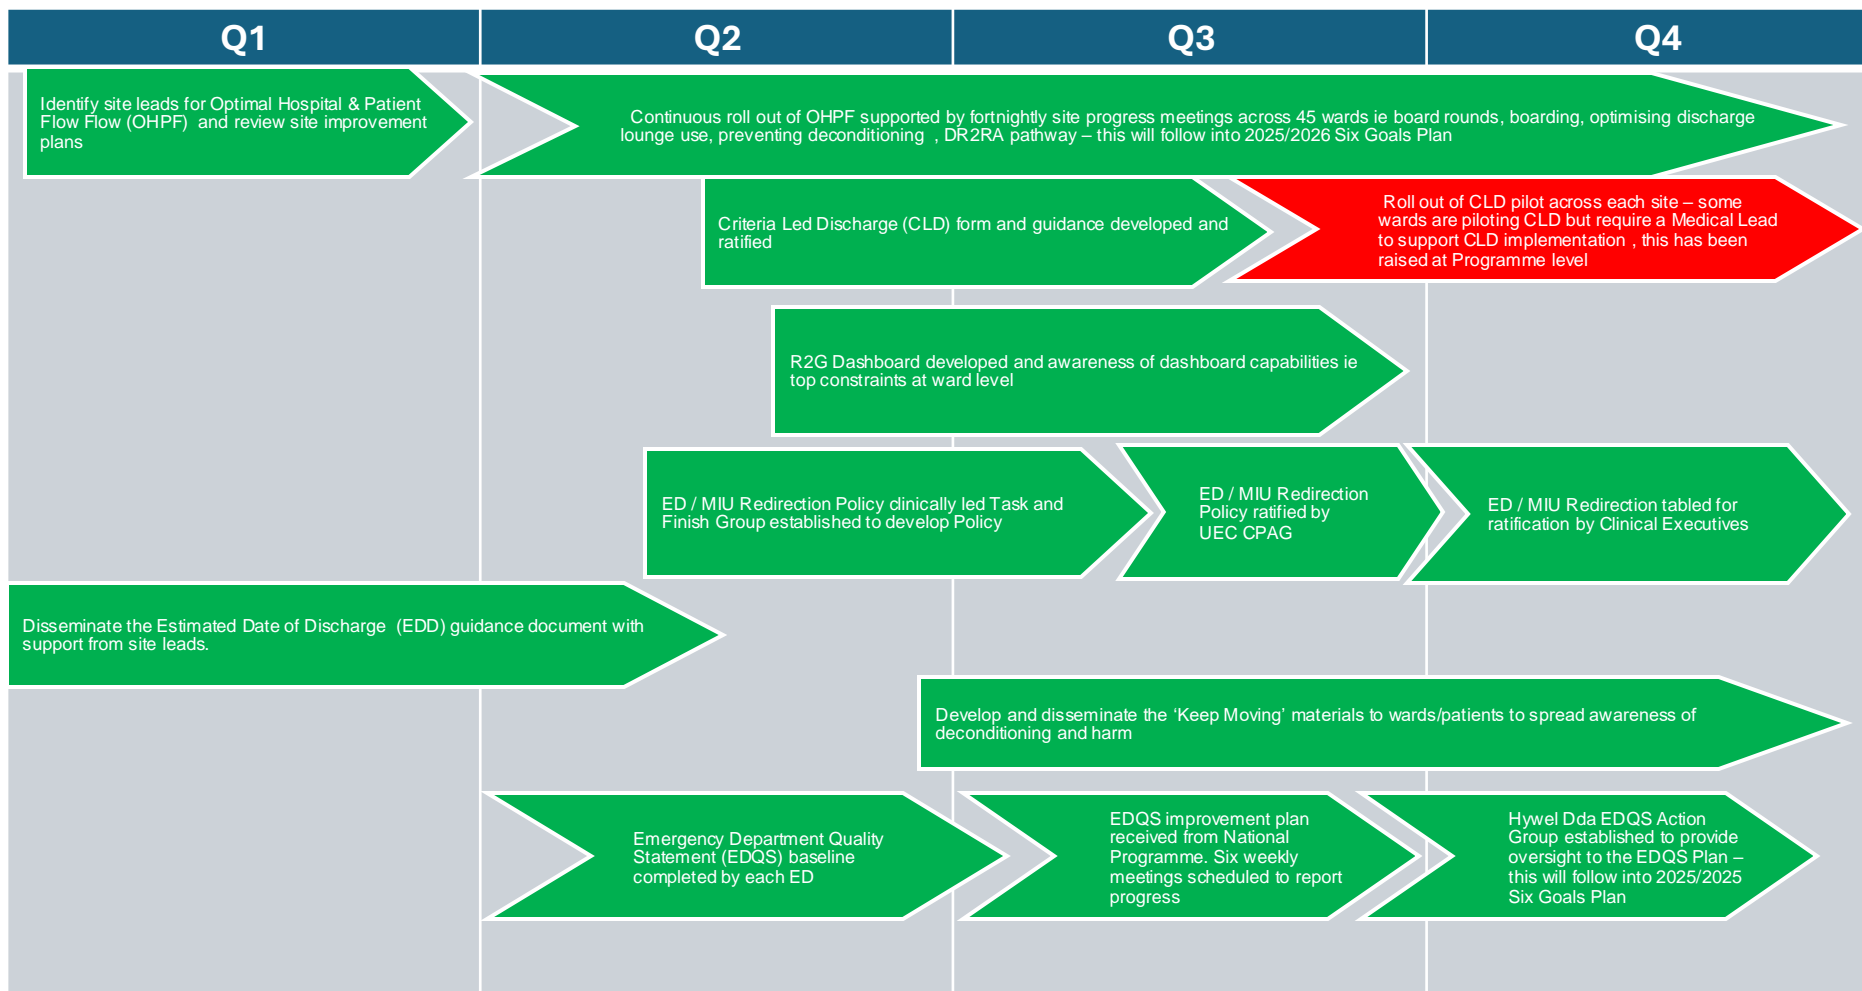 Q1
Q2
Q3
Q4
Identify site leads for Optimal Hospital & Patient
Flow Flow (OHPF) and review site improvement
plans
Continuous roll out of OHPF supported by fortnightly site progress meetings across 45 wards ie board rounds, boarding, optimising discharge
lounge use, preventing deconditioning , DR2RA pathway – this will follow into 2025/2026 Six Goals Plan
Criteria Led Discharge (CLD) form and guidance developed and
ratified
Roll out of CLD pilot across each site – some
wards are piloting CLD but require a Medical Lead
to support CLD implementation , this has been
raised at Programme level
R2G Dashboard developed and awareness of dashboard capabilities ie
top constraints at ward level
ED / MIU Redirection Policy clinically led Task and
Finish Group established to develop Policy
ED / MIU Redirection
Policy ratified by
UEC CPAG
ED / MIU Redirection tabled for
ratification by Clinical Executives
Disseminate the Estimated Date of Discharge (EDD) guidance document with
support from site leads.
Develop and disseminate the ‘Keep Moving’ materials to wards/patients to spread awareness of
deconditioning and harm
Emergency Department Quality
Statement (EDQS) baseline
completed by each ED
EDQS improvement plan
received from National
Programme. Six weekly
meetings scheduled to report
progress
Hywel Dda EDQS Action
Group established to provide
oversight to the EDQS Plan –
this will follow into 2025/2025
Six Goals Plan